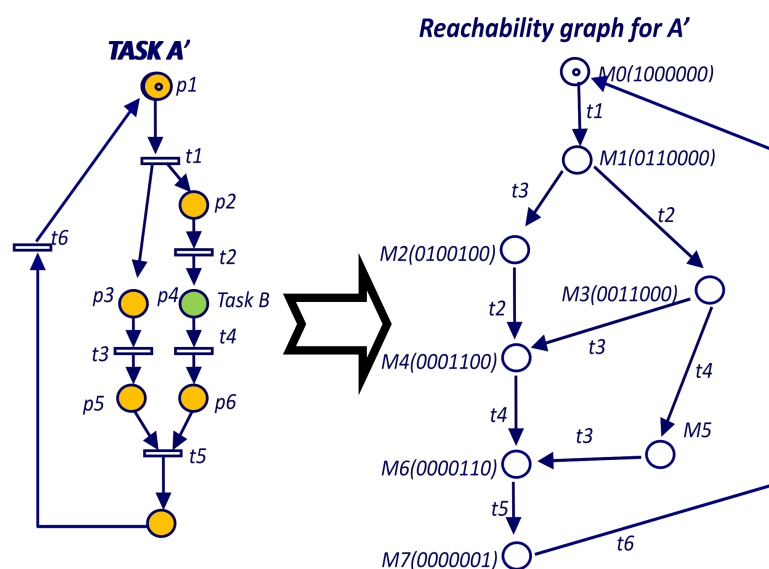 TASK A’
p1
t1
p2
t6
t2
p3
p4
Task B
t3
t4
p5
p6
t5
Reachability graph for A’
M0(1000000)
t1
M1(0110000)
t3
t2
M2(0100100)
M3(0011000)
t2
t3
M4(0001100)
t4
t4
t3
M5
M6(0000110)
t5
t6
M7(0000001)